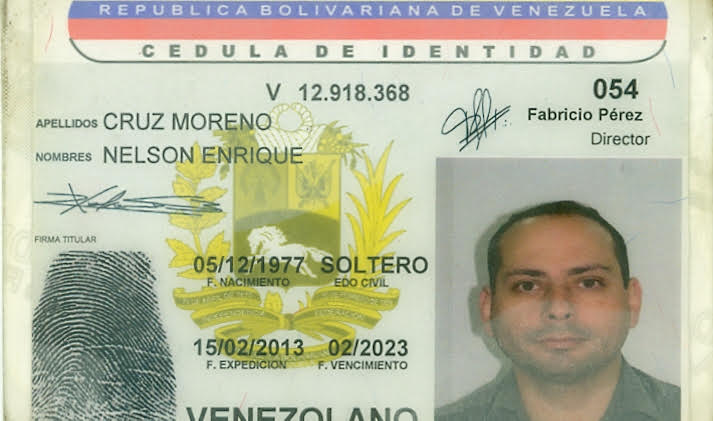 REPUBLICA BOLIVARIANA DE VENEZUELA
CEDULA DE IDENTIDAD
V 12.918.368
054
Fabricio Pérez
Director
APELLIDOS CRUZ MORENO
NOMBRES NELSON ENRIQUE
FIRMA TITULAR
05/12/1977 SOLTERO
F. NACIMIENTO EDO CIVIL
15/02/2013 02/2023
F. EXPEDICION F. VENCIMIENTO
VENEZOLANO